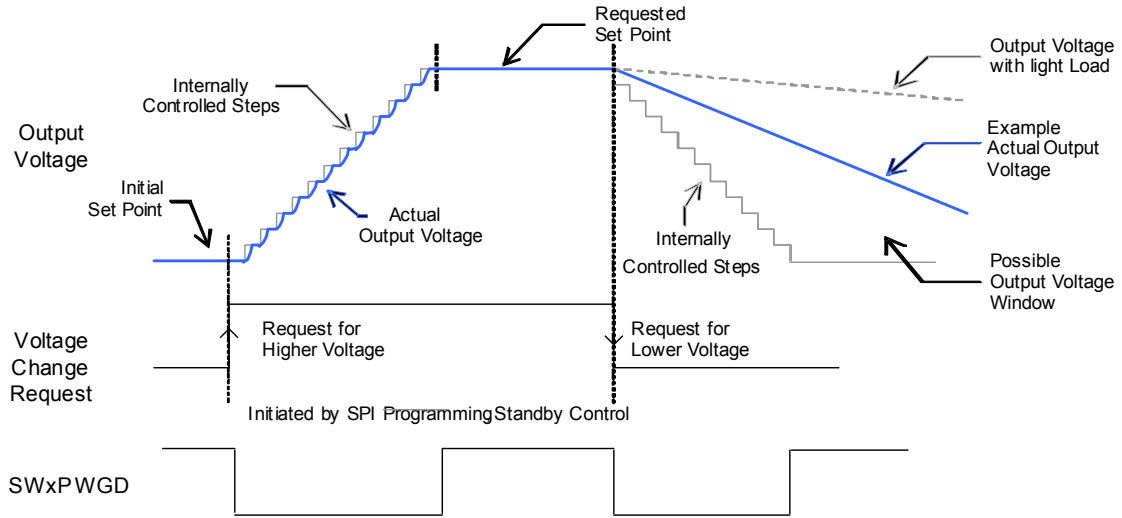 Requested
Set Point
Output Voltage
with light Load
Internally
Controlled Steps
Output
Voltage
Example
Actual Output
Voltage
Initial
Set Point
Actual
Output Voltage
Internally
Controlled Steps
Possible
Output Voltage
Window
Voltage
Change
Request
Request for
Higher Voltage
Request for
Lower Voltage
Initiated by SPI Programming, Standby Control
SWxPWGD